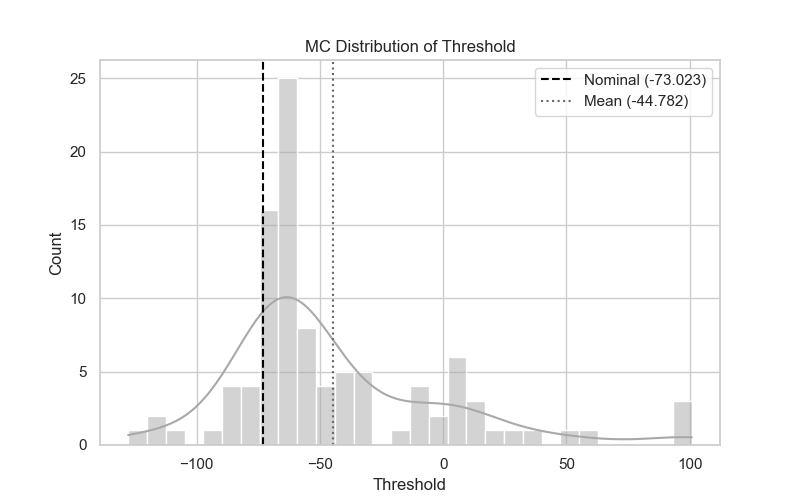 MC Distribution of Threshold
Nominal (-73.023)
Mean (-44.782)
Count
25
20
15
10
5
0
−100
−50
0
50
100
Threshold